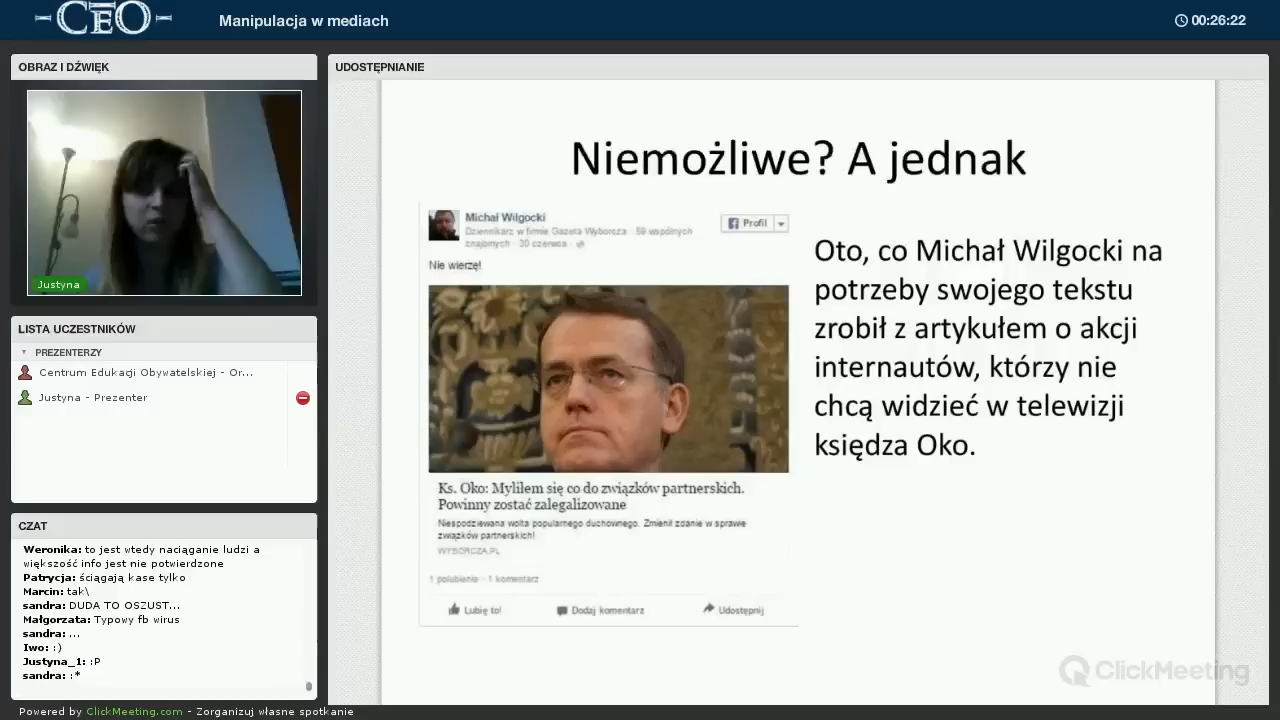 CEO
Manipulacja w mediach
00:26:22
OBRAZ I DŹWIĘK
Justyna
LISTA UCZESTNIKÓW
PREZENTERZY
Centrum Edukacji Obywatelskiej - Or...
Justyna - Prezenter
CZAT
Weronika: to jest wtedy naciąganie ludzi a
większość info jest nie potwierdzone
Patrycja: ściągają kase tylko
Marcin: tak\
sandra: DUDA TO OSZUST...
Małgorzata: Typowy fb wirus
sandra: ...
Iwo: :)
Justyna_1: :P
sandra: :*
Powered by ClickMeeting.com - Zorganizuj własne spotkanie
UDOSTĘPNIANIE
Niemożliwe? A jednak
Michał Wilgocki
Dziennikarz w firmie Gazeta Wyborcza · 59 wspólnych
znajomych · 30 czerwca ·
Profil
Nie wierzę!
Ks. Oko: Myliłem się co do związków partnerskich.
Powinny zostać zalegalizowane
Niespodziewana wolta popularnego duchownego. Zmienił zdanie w sprawie
związków partnerskich!
WYBORCZA.PL
1 polubienie · 1 komentarz
Lubię to!
Dodaj komentarz
Udostępnij
Oto, co Michał Wilgocki na
potrzeby swojego tekstu
zrobił z artykułem o akcji
internautów, którzy nie
chcą widzieć w telewizji
księdza Oko.
ClickMeeting